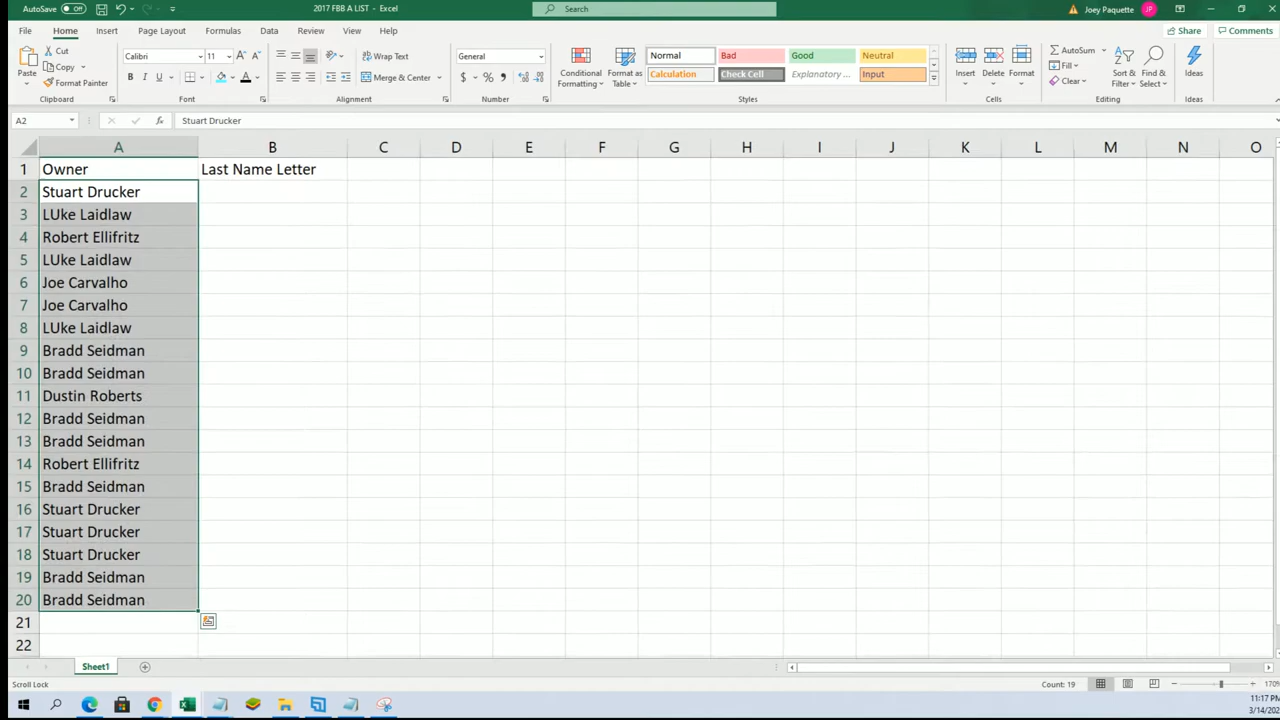 AutoSave Off 2017 FBB A LIST - Excel Search Joey Paquette JP
File Home Insert Page Layout Formulas Data Review View Help Share Comments
Paste Cut Copy Format Painter Clipboard
Calibri 11 B I U Font
Wrap Text Merge & Center Alignment
General $ % Number
Conditional Formatting Format as Table
Normal Bad Good Neutral
Calculation Check Cell Explanary ... Input
Styles
Insert Delete Format Cells
AutoSum Fill Clear Sort & Filter Find & Select Editing
Ideas Ideas
A2 fx Stuart Drucker
A B C D E F G H I J K L M N O
1 Owner Last Name Letter
2 Stuart Drucker
3 LUke Laidlaw
4 Robert Ellifritz
5 LUke Laidlaw
6 Joe Carvalho
7 Joe Carvalho
8 LUke Laidlaw
9 Bradd Seidman
10 Bradd Seidman
11 Dustin Roberts
12 Bradd Seidman
13 Bradd Seidman
14 Robert Ellifritz
15 Bradd Seidman
16 Stuart Drucker
17 Stuart Drucker
18 Stuart Drucker
19 Bradd Seidman
20 Bradd Seidman
21
22
Sheet1
Scroll Lock Count: 19 170%
11:17 PM
3/14/202